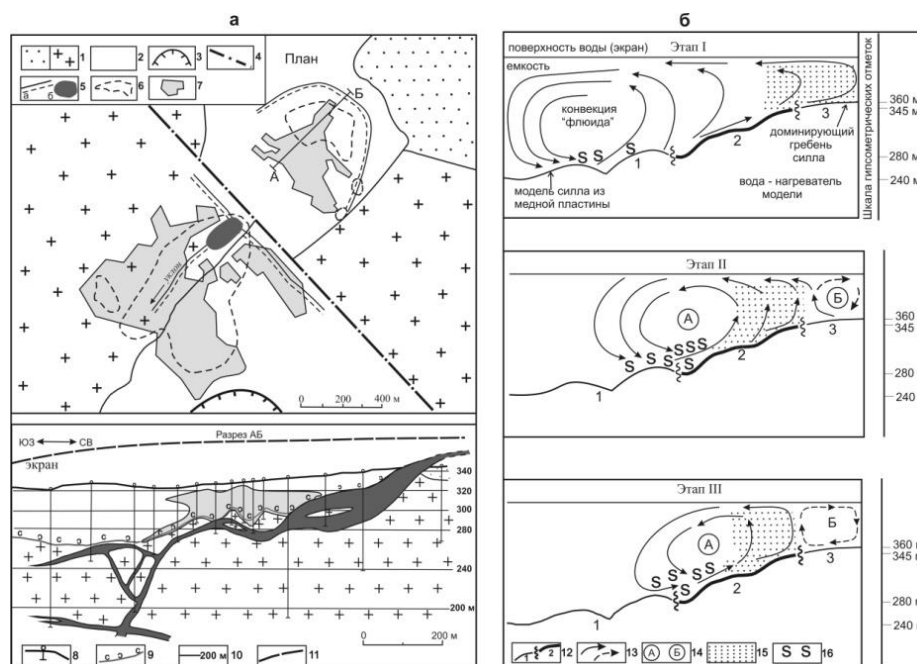 а
1 2 3 4
План
а б 5 6 7
Б
А
уклон
0 200 400 м
ЮЗ СВ
Разрез АБ
экран
340
320
300
280
240
200 м
8 9 200 м 10 11
0 200 м
б
поверхность воды (экран) Этап I
емкость
конвекция
"флюида"
S S S 1
2
3
доминирующий
гребень
силла
модель силла из
медной пластины
вода - нагреватель
модели
Шкала гипсометрических отметок
360 м
345 м
280 м
240 м
Этап II
А
Б
S S S S S S S
1
2
3
360
345
280
240
Этап III
А
Б
S S S S S S
1
2
3
360 м
345 м
280 м
240 м
1 2 12 13 А Б 14 15 S S 16